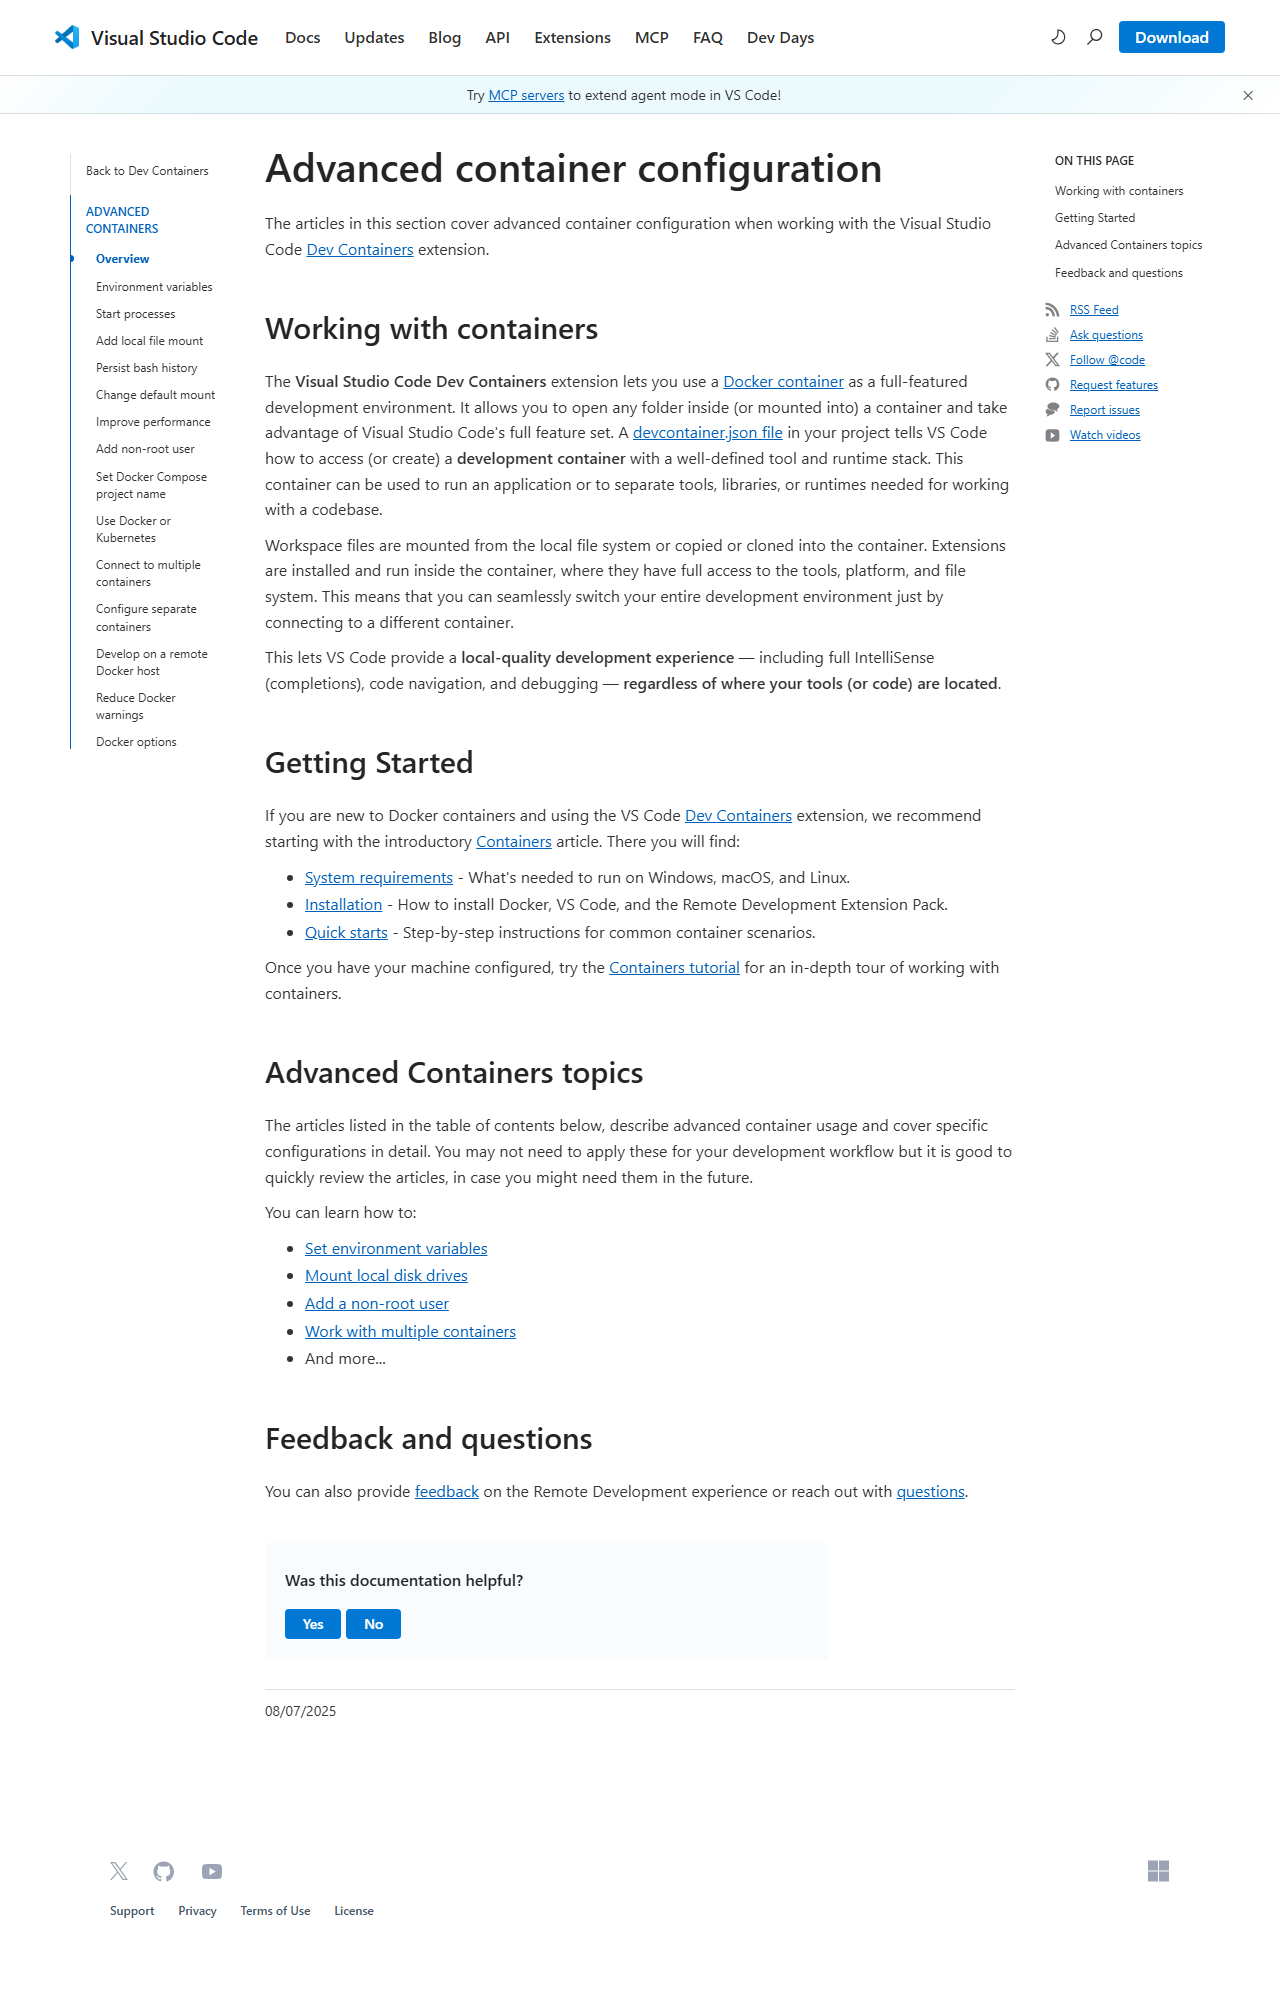 Visual Studio Code Docs Updates Blog API Extensions MCP FAQ Dev Days Download
Try MCP servers to extend agent mode in VS Code!
Back to Dev Containers
ADVANCED
CONTAINERS
Overview
Environment variables
Start processes
Add local file mount
Persist bash history
Change default mount
Improve performance
Add non-root user
Set Docker Compose
project name
Use Docker or
Kubernetes
Connect to multiple
containers
Configure separate
containers
Develop on a remote
Docker host
Reduce Docker
warnings
Docker options
Advanced container configuration
The articles in this section cover advanced container configuration when working with the Visual Studio
Code Dev Containers extension.
Working with containers
The Visual Studio Code Dev Containers extension lets you use a Docker container as a full-featured
development environment. It allows you to open any folder inside (or mounted into) a container and take
advantage of Visual Studio Code's full feature set. A devcontainer.json file in your project tells VS Code
how to access (or create) a development container with a well-defined tool and runtime stack. This
container can be used to run an application or to separate tools, libraries, or runtimes needed for working
with a codebase.
Workspace files are mounted from the local file system or copied or cloned into the container. Extensions
are installed and run inside the container, where they have full access to the tools, platform, and file
system. This means that you can seamlessly switch your entire development environment just by
connecting to a different container.
This lets VS Code provide a local-quality development experience — including full IntelliSense
(completions), code navigation, and debugging — regardless of where your tools (or code) are located.
Getting Started
If you are new to Docker containers and using the VS Code Dev Containers extension, we recommend
starting with the introductory Containers article. There you will find:
• System requirements - What's needed to run on Windows, macOS, and Linux.
• Installation - How to install Docker, VS Code, and the Remote Development Extension Pack.
• Quick starts - Step-by-step instructions for common container scenarios.
Once you have your machine configured, try the Containers tutorial for an in-depth tour of working with
containers.
Advanced Containers topics
The articles listed in the table of contents below, describe advanced container usage and cover specific
configurations in detail. You may not need to apply these for your development workflow but it is good to
quickly review the articles, in case you might need them in the future.
You can learn how to:
• Set environment variables
• Mount local disk drives
• Add a non-root user
• Work with multiple containers
• And more...
Feedback and questions
You can also provide feedback on the Remote Development experience or reach out with questions.
Was this documentation helpful?
Yes No
08/07/2025
ON THIS PAGE
Working with containers
Getting Started
Advanced Containers topics
Feedback and questions
RSS Feed
Ask questions
Follow @code
Request features
Report issues
Watch videos
Support Privacy Terms of Use License